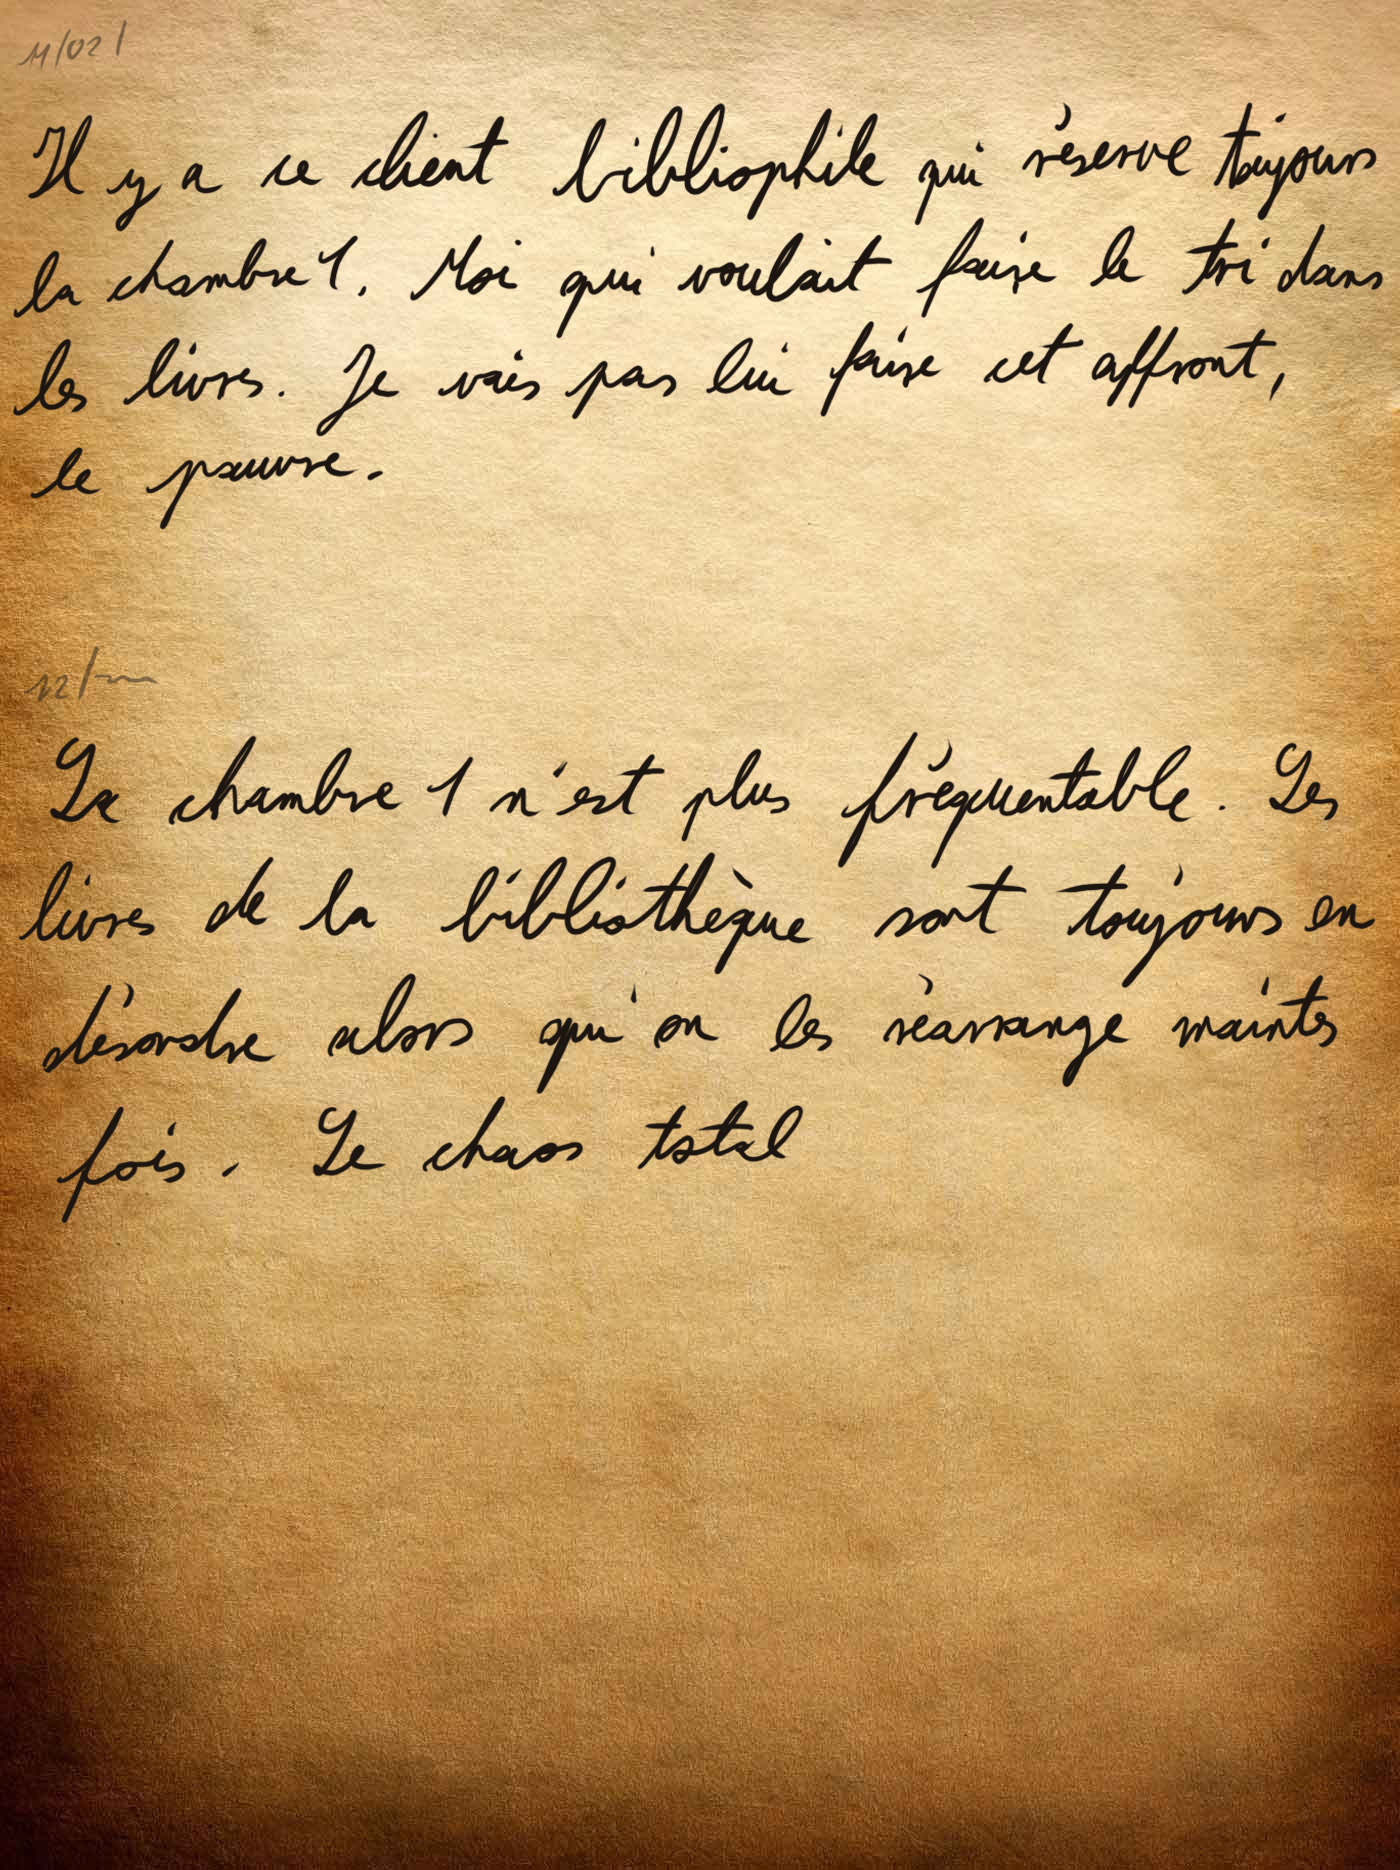 11/02/
Il y a ce client bibliophile qui réserve toujours
la chambre 1. Moi qui voulait faire le tri dans
les livres. Je vais pas lui faire cet affront,
le pauvre.
12/
La chambre 1 n'est plus fréquentable. Les
livres de la bibliothèque sont toujours en
désordre alors qu'on les réarrange maintes
fois. Le chaos total